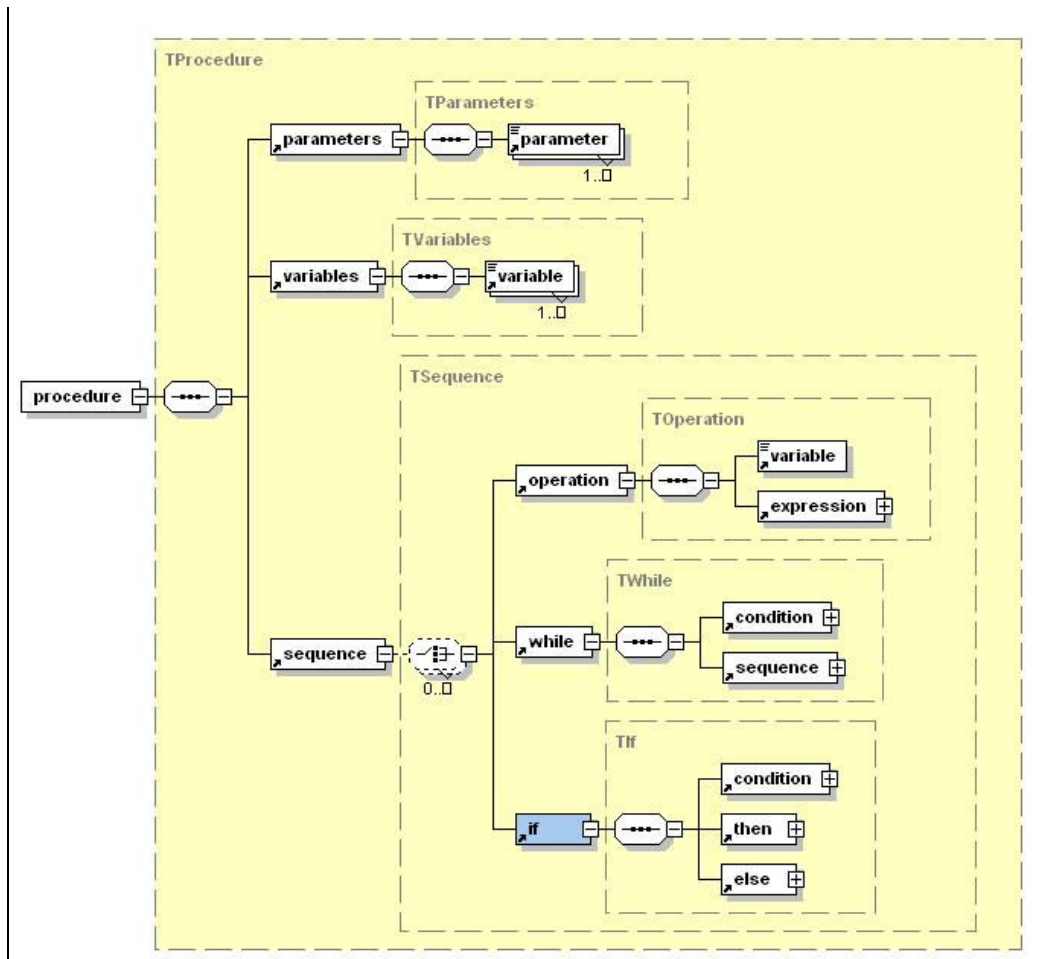 TProcedure
TParameters
parameters
parameter
1..▯
TVariables
variables
variable
1..▯
procedure
TSequence
TOperation
operation
variable
expression
TWhile
while
condition
sequence
sequence
0..▯
TIf
if
condition
then
else